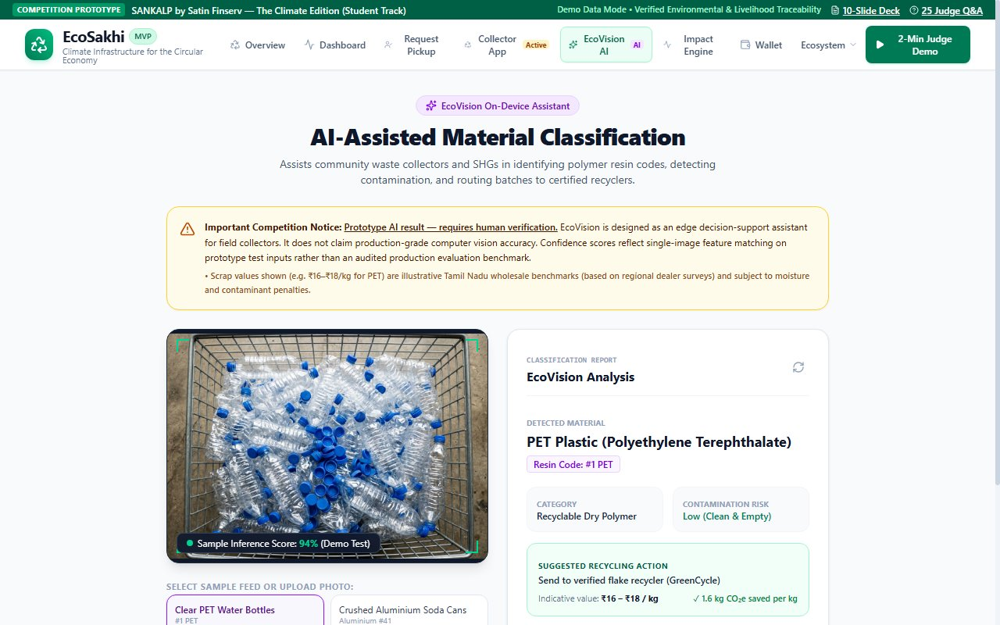 COMPETITION PROTOTYPE SANKALP by Satin Finserv — The Climate Edition (Student Track)
Demo Data Mode • Verified Environmental & Livelihood Traceability
10-Slide Deck
25 Judge Q&A
EcoSakhi MVP
Climate Infrastructure for the Circular
Economy
Overview
Dashboard
Request
Pickup
Collector
App
Active
EcoVision
AI
AI
Impact
Engine
Wallet
Ecosystem
2-Min Judge
Demo
EcoVision On-Device Assistant
AI-Assisted Material Classification
Assists community waste collectors and SHGs in identifying polymer resin codes, detecting
contamination, and routing batches to certified recyclers.
Important Competition Notice: Prototype AI result — requires human verification. EcoVision is designed as an edge decision-support assistant
for field collectors. It does not claim production-grade computer vision accuracy. Confidence scores reflect single-image feature matching on
prototype test inputs rather than an audited production evaluation benchmark.
• Scrap values shown (e.g. ₹16–₹18/kg for PET) are illustrative Tamil Nadu wholesale benchmarks (based on regional dealer surveys) and subject to moisture
and contaminant penalties.
Sample Inference Score: 94% (Demo Test)
SELECT SAMPLE FEED OR UPLOAD PHOTO:
Clear PET Water Bottles
#1 PET
Crushed Aluminium Soda Cans
Aluminium #41
CLASSIFICATION REPORT
EcoVision Analysis
DETECTED MATERIAL
PET Plastic (Polyethylene Terephthalate)
Resin Code: #1 PET
CATEGORY
Recyclable Dry Polymer
CONTAMINATION RISK
Low (Clean & Empty)
SUGGESTED RECYCLING ACTION
Send to verified flake recycler (GreenCycle)
Indicative value: ₹16 – ₹18 / kg
✓ 1.6 kg CO₂e saved per kg